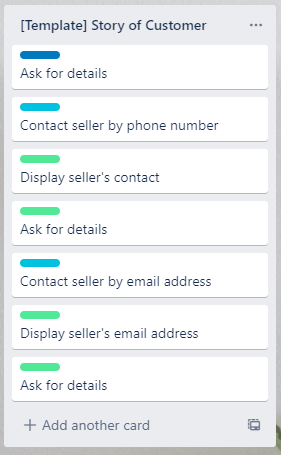 [Template] Story of Customer
Ask for details
Contact seller by phone number
Display seller's contact
Ask for details
Contact seller by email address
Display seller's email address
Ask for details
Add another card